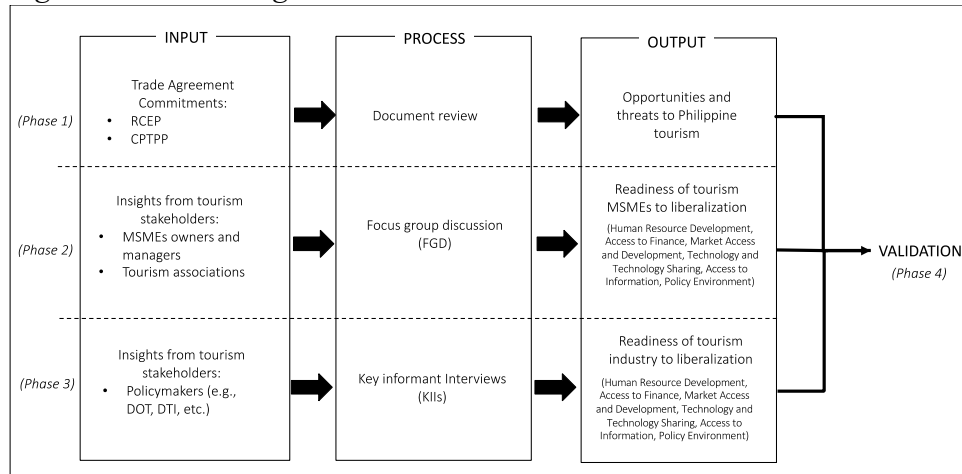 INPUT
PROCESS
OUTPUT
(Phase 1)
Trade Agreement
Commitments:
• RCEP
• CPTPP
Document review
Opportunities and
threats to Philippine
tourism
(Phase 2)
Insights from tourism
stakeholders:
• MSMEs owners and
managers
• Tourism associations
Focus group discussion
(FGD)
Readiness of tourism
MSMEs to liberalization
(Human Resource Development,
Access to Finance, Market Access
and Development, Technology and
Technology Sharing, Access to
Information, Policy Environment)
VALIDATION
(Phase 4)
(Phase 3)
Insights from tourism
stakeholders:
• Policymakers (e.g.,
DOT, DTI, etc.)
Key informant Interviews
(KIIs)
Readiness of tourism
industry to liberalization
(Human Resource Development,
Access to Finance, Market Access
and Development, Technology and
Technology Sharing, Access to
Information, Policy Environment)